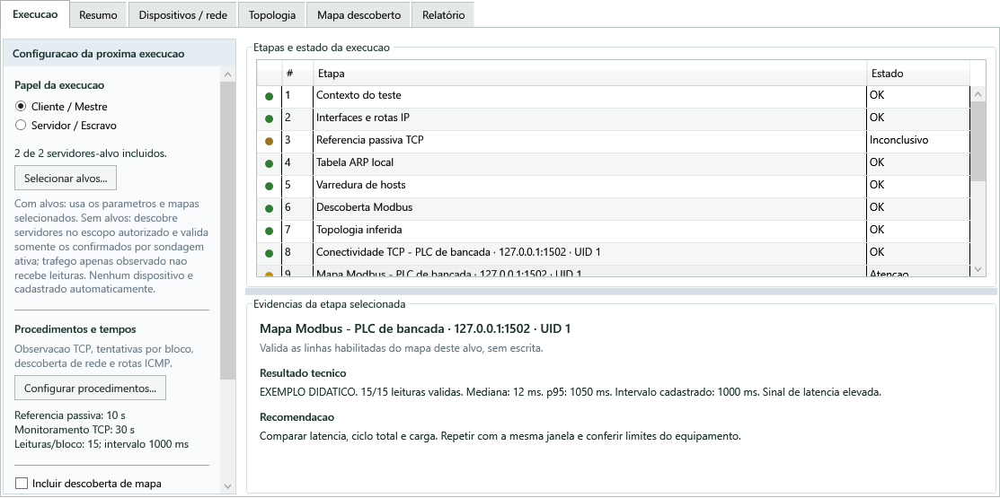 Execucao
Resumo
Dispositivos / rede
Topologia
Mapa descoberto
Relatório
Configuracao da proxima execucao
Papel da execucao
Cliente / Mestre
Servidor / Escravo
2 de 2 servidores-alvo incluidos.
Selecionar alvos...
Com alvos: usa os parametros e mapas
selecionados. Sem alvos: descobre
servidores no escopo autorizado e valida
somente os confirmados por sondagem
ativa; trafego apenas observado nao
recebe leituras. Nenhum dispositivo e
cadastrado automaticamente.
Procedimentos e tempos
Observacao TCP, tentativas por bloco,
descoberta de rede e rotas ICMP.
Configurar procedimentos...
Referencia passiva: 10 s
Monitoramento TCP: 30 s
Leituras/bloco: 15; intervalo 1000 ms
Incluir descoberta de mapa
Etapas e estado da execucao
# Etapa Estado
1 Contexto do teste OK
2 Interfaces e rotas IP OK
3 Referencia passiva TCP Inconclusivo
4 Tabela ARP local OK
5 Varredura de hosts OK
6 Descoberta Modbus OK
7 Topologia inferida OK
8 Conectividade TCP - PLC de bancada · 127.0.0.1:1502 · UID 1 OK
9 Mapa Modbus - PLC de bancada · 127.0.0.1:1502 · UID 1 Atencao
Evidencias da etapa selecionada
Mapa Modbus - PLC de bancada · 127.0.0.1:1502 · UID 1
Valida as linhas habilitadas do mapa deste alvo, sem escrita.
Resultado tecnico
EXEMPLO DIDATICO. 15/15 leituras validas. Mediana: 12 ms. p95: 1050 ms. Intervalo cadastrado: 1000 ms. Sinal de latencia elevada.
Recomendacao
Comparar latencia, ciclo total e carga. Repetir com a mesma janela e conferir limites do equipamento.